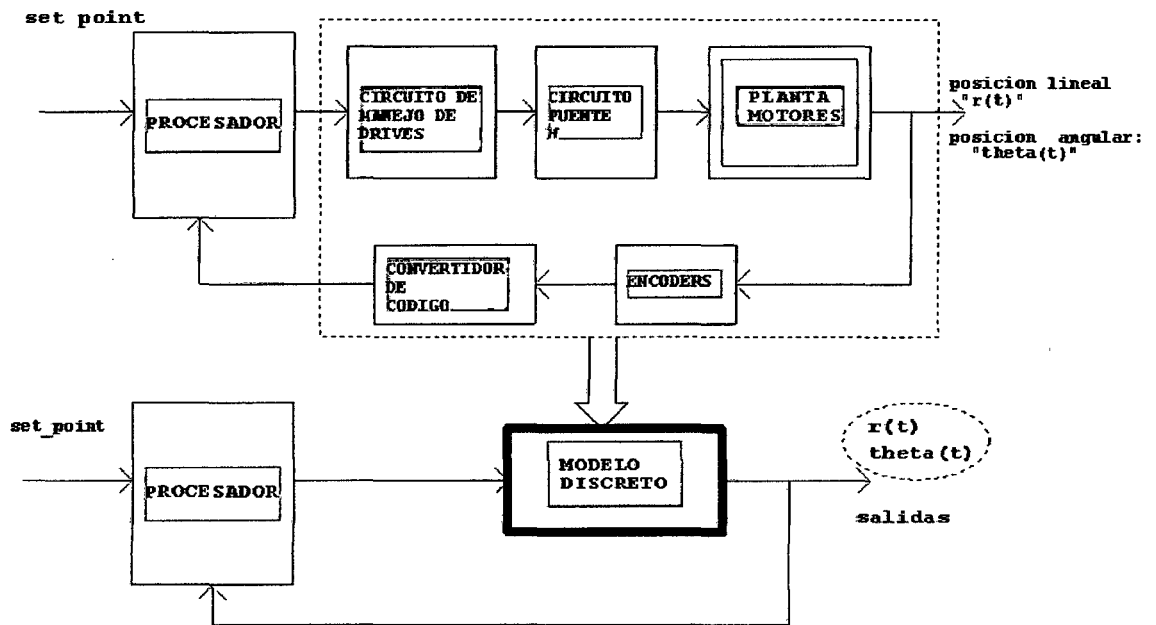 set point
PROCESADOR
CIRCUITO DE
MANEJO DE
DRIVES
CIRCUITO
PUENTE
H
PLANTA
MOTORES
posicion lineal
"r(t)"
posicion angular:
"theta(t)"
CONVERTIDOR
DE
CODIGO
ENCODERS
set_point
PROCESADOR
MODELO
DISCRETO
r(t)
theta(t)
salidas